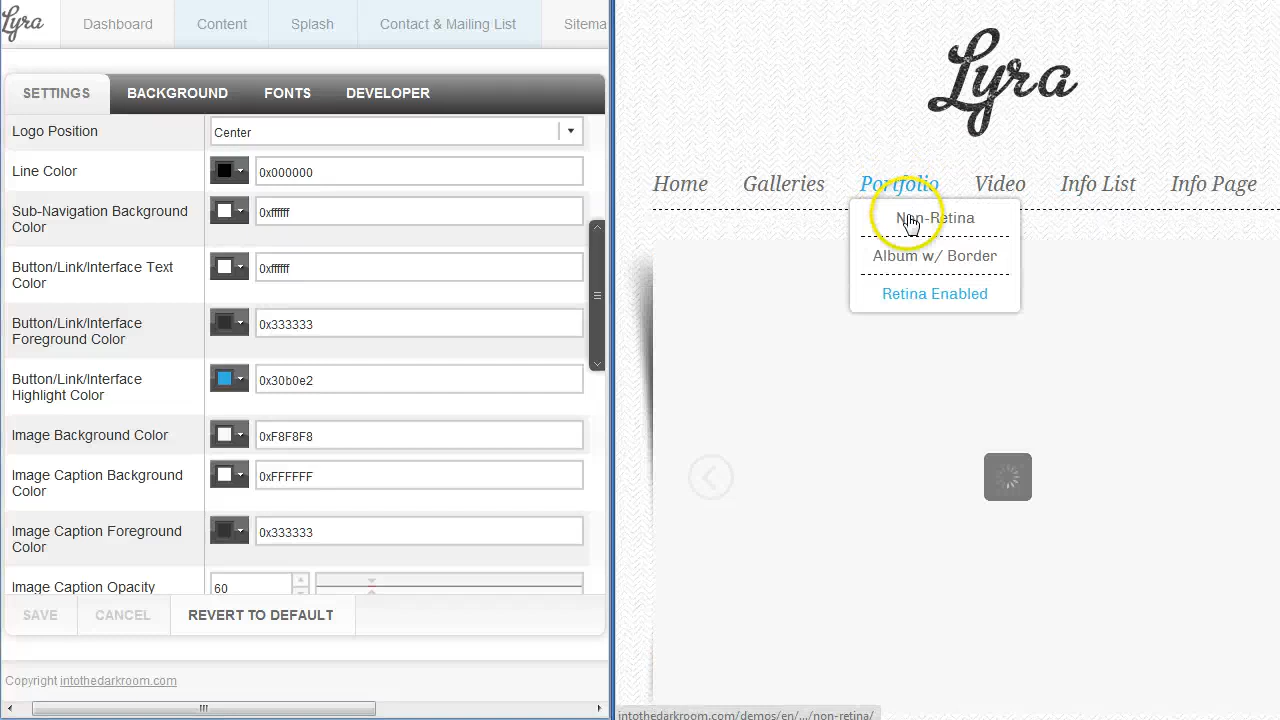 Lyra
Dashboard
Content
Splash
Contact & Mailing List
Sitema
SETTINGS
BACKGROUND
FONTS
DEVELOPER
Logo Position
Center
Line Color
0x000000
Sub-Navigation Background
Color
0xffffff
Button/Link/Interface Text
Color
0xffffff
Button/Link/Interface
Foreground Color
0x333333
Button/Link/Interface
Highlight Color
0x30b0e2
Image Background Color
0xF8F8F8
Image Caption Background
Color
0xFFFFFF
Image Caption Foreground
Color
0x333333
Image Caption Opacity
60
SAVE
CANCEL
REVERT TO DEFAULT
Copyright intothedarkroom.com
Lyra
Home
Galleries
Portfolio
Video
Info List
Info Page
Non-Retina
Album w/ Border
Retina Enabled
intothedarkroom.com/demos/en/.../non-retina/